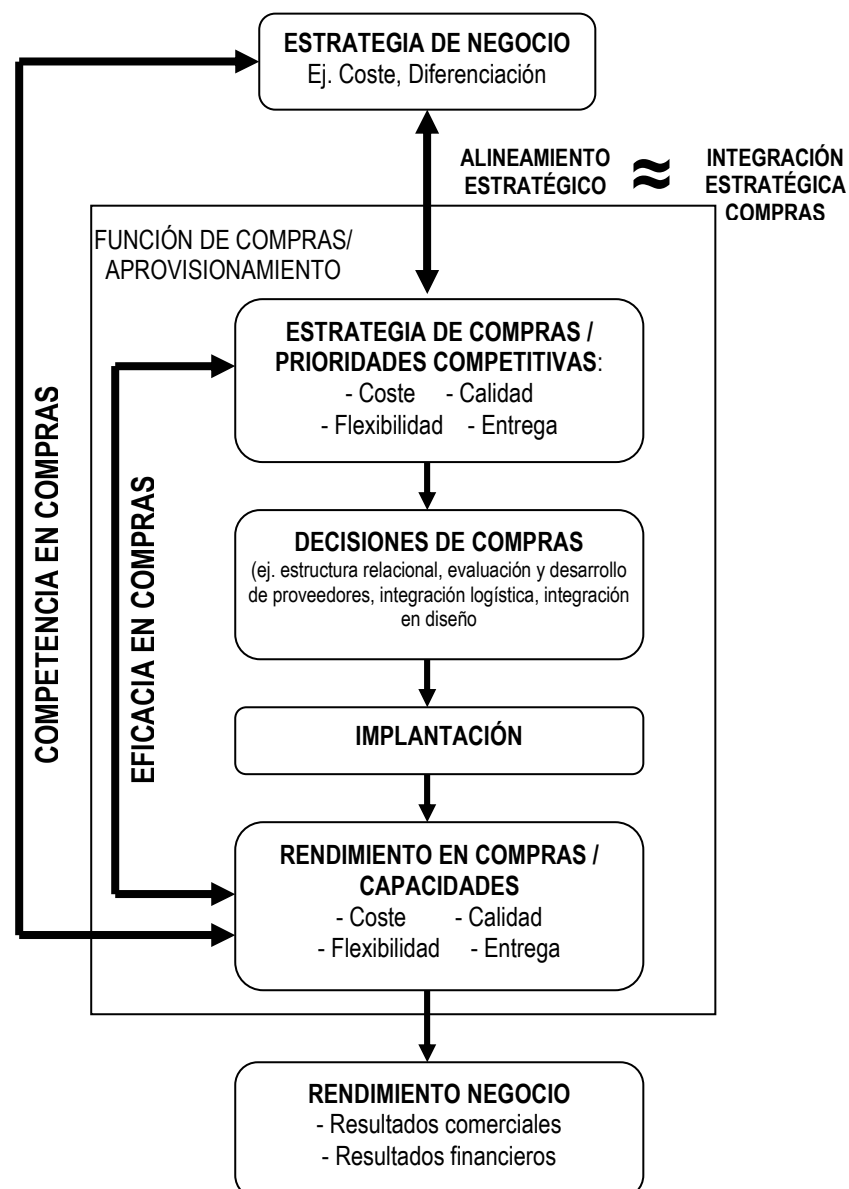 ESTRATEGIA DE NEGOCIO
Ej. Coste, Diferenciación
ALINEAMIENTO
ESTRATÉGICO
≈
INTEGRACIÓN
ESTRATÉGICA
COMPRAS
FUNCIÓN DE COMPRAS/
APROVISIONAMIENTO
ESTRATEGIA DE COMPRAS /
PRIORIDADES COMPETITIVAS:
- Coste - Calidad
- Flexibilidad - Entrega
COMPETENCIA EN COMPRAS
EFICACIA EN COMPRAS
DECISIONES DE COMPRAS
(ej. estructura relacional, evaluación y desarrollo
de proveedores, integración logística, integración
en diseño
IMPLANTACIÓN
RENDIMIENTO EN COMPRAS /
CAPACIDADES
- Coste - Calidad
- Flexibilidad - Entrega
RENDIMIENTO NEGOCIO
- Resultados comerciales
- Resultados financieros